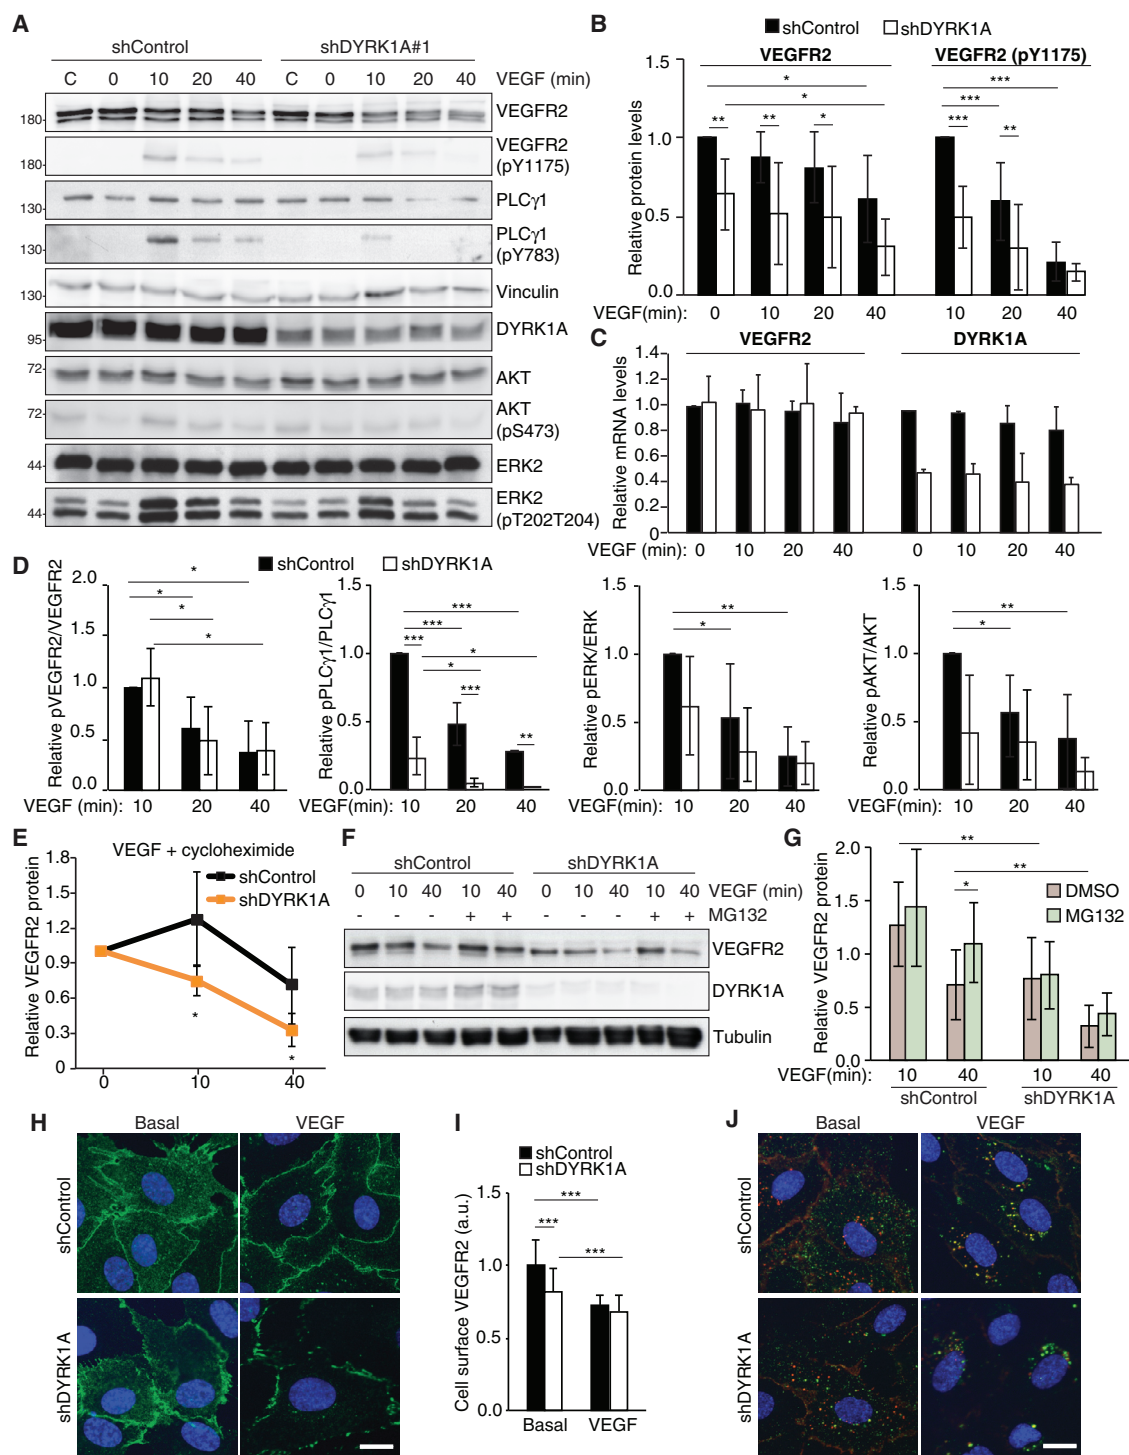 A
shControl
shDYRK1A#1
C 0 10 20 40 C 0 10 20 40 VEGF (min)
180
VEGFR2
180
VEGFR2
(pY1175)
130
PLCγ1
130
PLCγ1
(pY783)
130
Vinculin
95
DYRK1A
72
AKT
72
AKT
(pS473)
44
ERK2
44
ERK2
(pT202T204)
B
shControl shDYRK1A
VEGFR2 VEGFR2 (pY1175)
Relative protein levels
1.5
1.0
0.5
0.0
* * ** ** * *** *** *** **
VEGF(min): 0 10 20 40 10 20 40
C
VEGFR2 DYRK1A
Relative mRNA levels
1.4
1.2
1.0
0.8
0.6
0.4
0.2
0
VEGF (min): 0 10 20 40 0 10 20 40
D
shControl shDYRK1A
Relative pVEGFR2/VEGFR2
2.0
1.5
1.0
0.5
0.0
* * * *
VEGF (min): 10 20 40
Relative pPLCγ1/PLCγ1
1.5
1.0
0.5
0.0
*** *** *** * * *** **
VEGF (min): 10 20 40
Relative pERK/ERK
1.5
1.0
0.5
0.0
** *
VEGF (min): 10 20 40
Relative pAKT/AKT
1.5
1.0
0.5
0.0
** *
VEGF (min): 10 20 40
E
VEGF + cycloheximide
shControl
shDYRK1A
Relative VEGFR2 protein
1.8
1.5
1.2
0.9
0.6
0.3
0
* *
0 10 40
F
shControl shDYRK1A
0 10 40 10 40 0 10 40 10 40 VEGF (min)
- - - + + - - - + + MG132
VEGFR2
DYRK1A
Tubulin
G
Relative VEGFR2 protein
2.0
1.5
1.0
0.5
0.0
** ** *
DMSO
MG132
VEGF(min): 10 40 10 40
shControl shDYRK1A
H
Basal VEGF
shControl
shDYRK1A
I
shControl
shDYRK1A
Cell surface VEGFR2 (a.u.)
1.5
1.0
0.5
0.0
*** *** ***
Basal VEGF
J
Basal VEGF
shControl
shDYRK1A